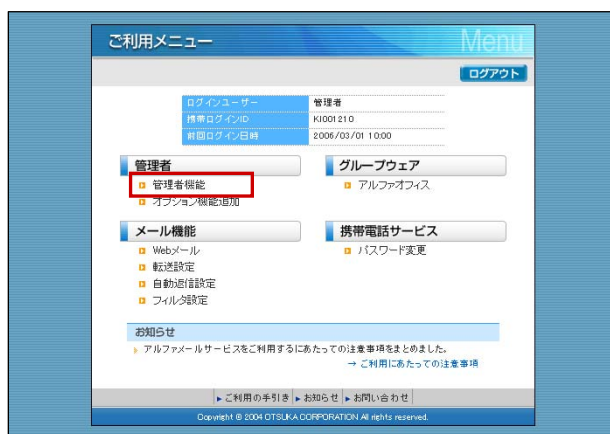 ご利用メニュー
Menu
ログアウト
ログインユーザー 管理者
携帯ログインID KI001210
前回ログイン日時 2006/03/01 10:00
管理者 グループウェア
管理者機能 アルファオフィス
オプション機能追加
メール機能 携帯電話サービス
Webメール パスワード変更
転送設定
自動返信設定
フィルタ設定
お知らせ
アルファメールサービスをご利用するにあたっての注意事項をまとめました。
→ ご利用にあたっての注意事項
ご利用の手引き お知らせ お問い合わせ
Copyright © 2004 OTSUKA CORPORATION All rights reserved.